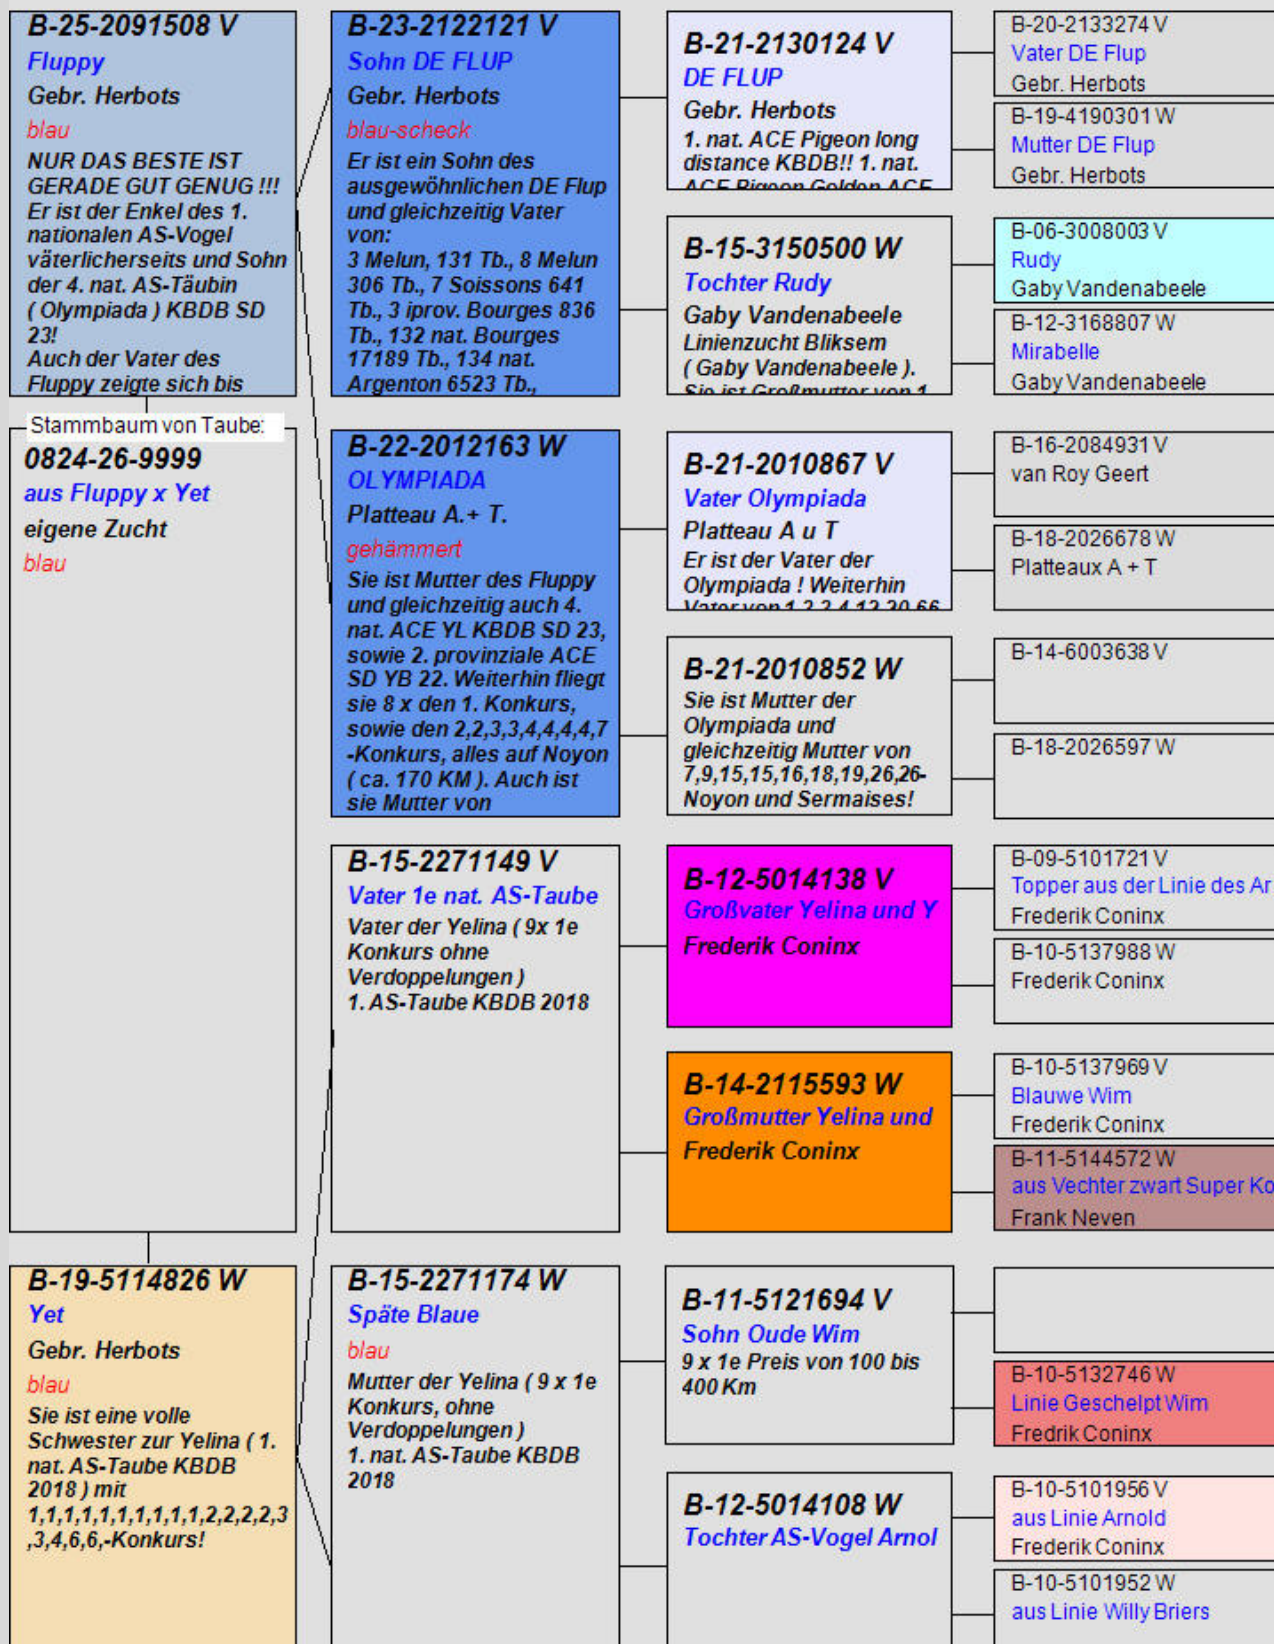 B-25-2091508 V
Fluppy
Gebr. Herbots
blau
NUR DAS BESTE IST
GERADE GUT GENUG !!!
Er ist der Enkel des 1.
nationalen AS-Vogel
väterlicherseits und Sohn
der 4. nat. AS-Täubin
( Olympiada ) KBDB SD
23!
Auch der Vater des
Fluppy zeigte sich bis
Stammbaum von Taube:
0824-26-9999
aus Fluppy x Yet
eigene Zucht
blau
B-19-5114826 W
Yet
Gebr. Herbots
blau
Sie ist eine volle
Schwester zur Yelina ( 1.
nat. AS-Taube KBDB
2018 ) mit
1,1,1,1,1,1,1,1,1,1,2,2,2,2,3
,3,4,6,6,-Konkurs!
B-23-2122121 V
Sohn DE FLUP
Gebr. Herbots
blau-scheck
Er ist ein Sohn des
ausgewöhnlichen DE Flup
und gleichzeitig Vater
von:
3 Melun, 131 Tb., 8 Melun
306 Tb., 7 Soissons 641
Tb., 3 iprov. Bourges 836
Tb., 132 nat. Bourges
17189 Tb., 134 nat.
Argenton 6523 Tb.,
B-22-2012163 W
OLYMPIADA
Platteau A.+ T.
gehämmert
Sie ist Mutter des Fluppy
und gleichzeitig auch 4.
nat. ACE YL KBDB SD 23,
sowie 2. provinziale ACE
SD YB 22. Weiterhin fliegt
sie 8 x den 1. Konkurs,
sowie den 2,2,3,3,4,4,4,4,7
-Konkurs, alles auf Noyon
( ca. 170 KM ). Auch ist
sie Mutter von
B-15-2271149 V
Vater 1e nat. AS-Taube
Vater der Yelina ( 9x 1e
Konkurs ohne
Verdoppelungen )
1. AS-Taube KBDB 2018
B-15-2271174 W
Späte Blaue
blau
Mutter der Yelina ( 9 x 1e
Konkurs, ohne
Verdoppelungen )
1. nat. AS-Taube KBDB
2018
B-21-2130124 V
DE FLUP
Gebr. Herbots
1. nat. ACE Pigeon long
distance KBDB!! 1. nat.
ACE Pigeon Golden ACE
B-15-3150500 W
Tochter Rudy
Gaby Vandenabeele
Linienzucht Bliksem
( Gaby Vandenabeele ).
Sie ist Großmutter von 1
B-21-2010867 V
Vater Olympiada
Platteau A u T
Er ist der Vater der
Olympiada ! Weiterhin
Vater von 1,2,2,4,12,20,66
B-21-2010852 W
Sie ist Mutter der
Olympiada und
gleichzeitig Mutter von
7,9,15,15,16,18,19,26,26-
Noyon und Sermaises!
B-12-5014138 V
Großvater Yelina und Y
Frederik Coninx
B-14-2115593 W
Großmutter Yelina und
Frederik Coninx
B-11-5121694 V
Sohn Oude Wim
9 x 1e Preis von 100 bis
400 Km
B-12-5014108 W
Tochter AS-Vogel Arnol
B-20-2133274 V
Vater DE Flup
Gebr. Herbots
B-19-4190301 W
Mutter DE Flup
Gebr. Herbots
B-06-3008003 V
Rudy
Gaby Vandenabeele
B-12-3168807 W
Mirabelle
Gaby Vandenabeele
B-16-2084931 V
van Roy Geert
B-18-2026678 W
Platteaux A + T
B-14-6003638 V
B-18-2026597 W
B-09-5101721 V
Topper aus der Linie des Ar
Frederik Coninx
B-10-5137988 W
Frederik Coninx
B-10-5137969 V
Blauwe Wim
Frederik Coninx
B-11-5144572 W
aus Vechter zwart Super Ko
Frank Neven
B-10-5132746 W
Linie Geschelpt Wim
Fredrik Coninx
B-10-5101956 V
aus Linie Arnold
Frederik Coninx
B-10-5101952 W
aus Linie Willy Briers